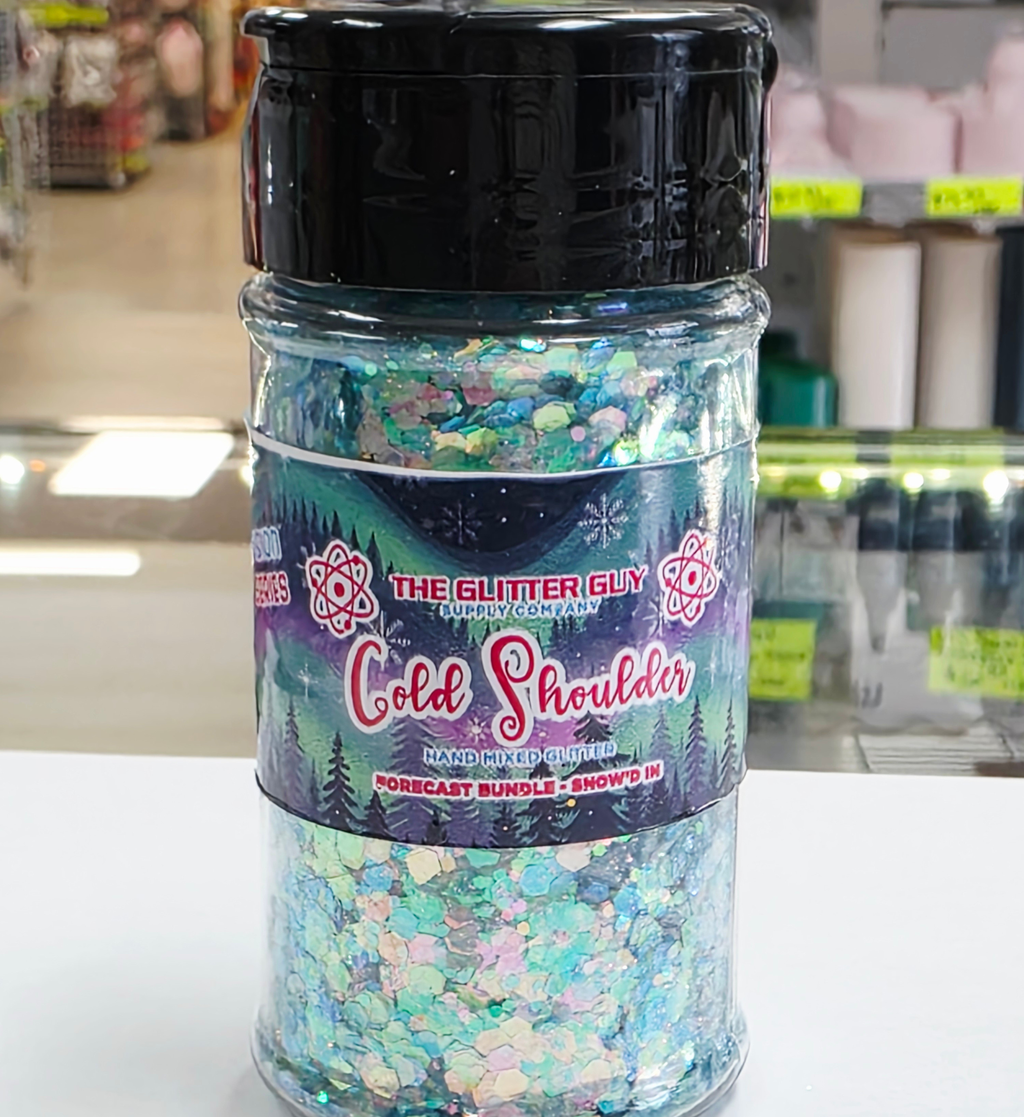 THE GLITTER GUY
SUPPLY COMPANY
Cold Shoulder
HAND MIXED GLITTER
FORECAST BUNDLE - SNOW'D IN